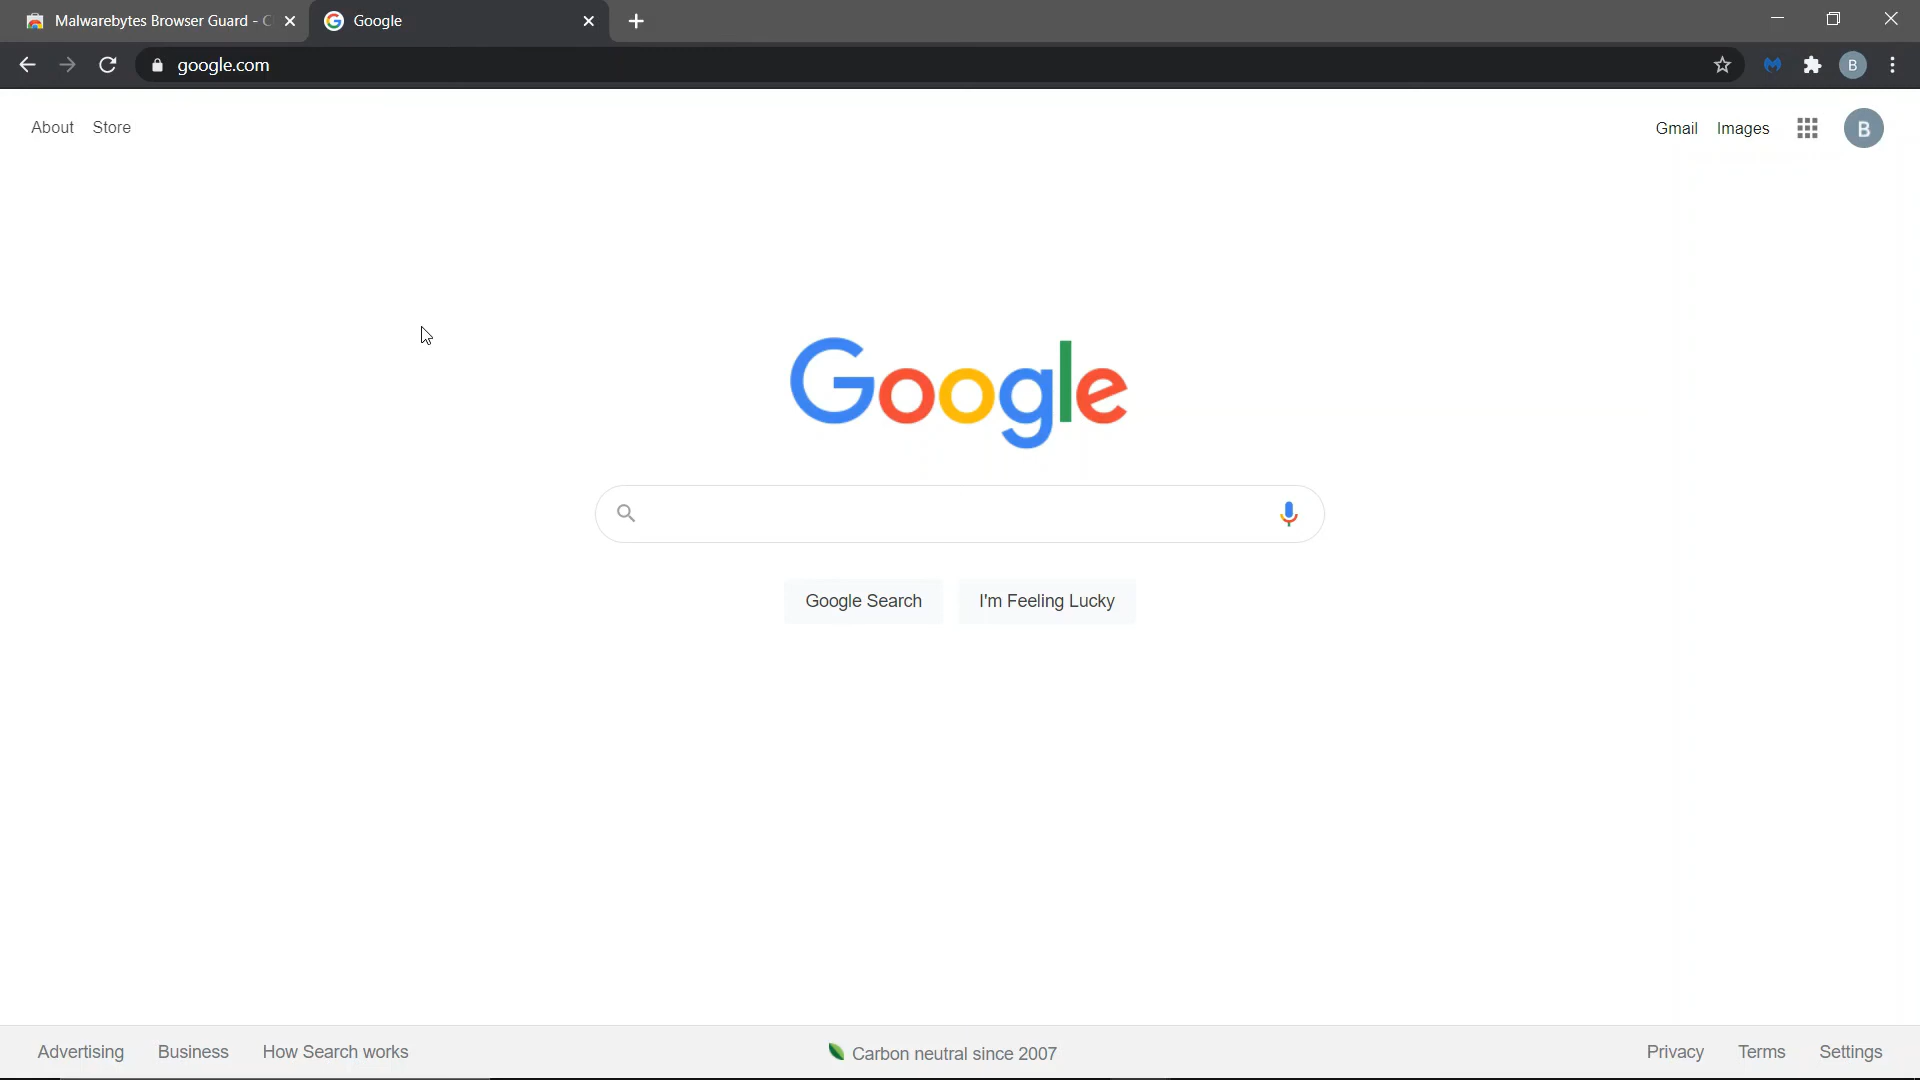 Malwarebytes Browser Guard - C
Google
google.com
B
About Store
Gmail Images
B
Google
Google Search
I'm Feeling Lucky
Advertising Business How Search works
Carbon neutral since 2007
Privacy Terms Settings